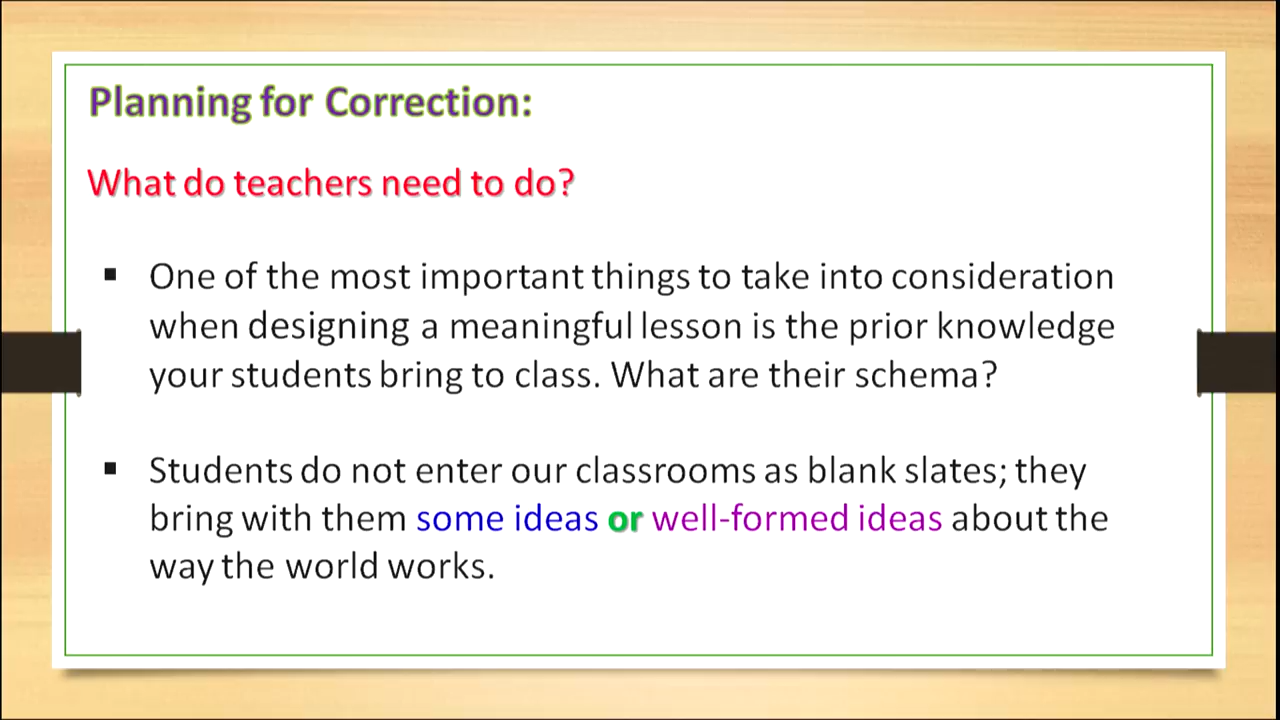 Planning for Correction:
What do teachers need to do?
▪ One of the most important things to take into consideration
when designing a meaningful lesson is the prior knowledge
your students bring to class. What are their schema?
▪ Students do not enter our classrooms as blank slates; they
bring with them some ideas or well-formed ideas about the
way the world works.